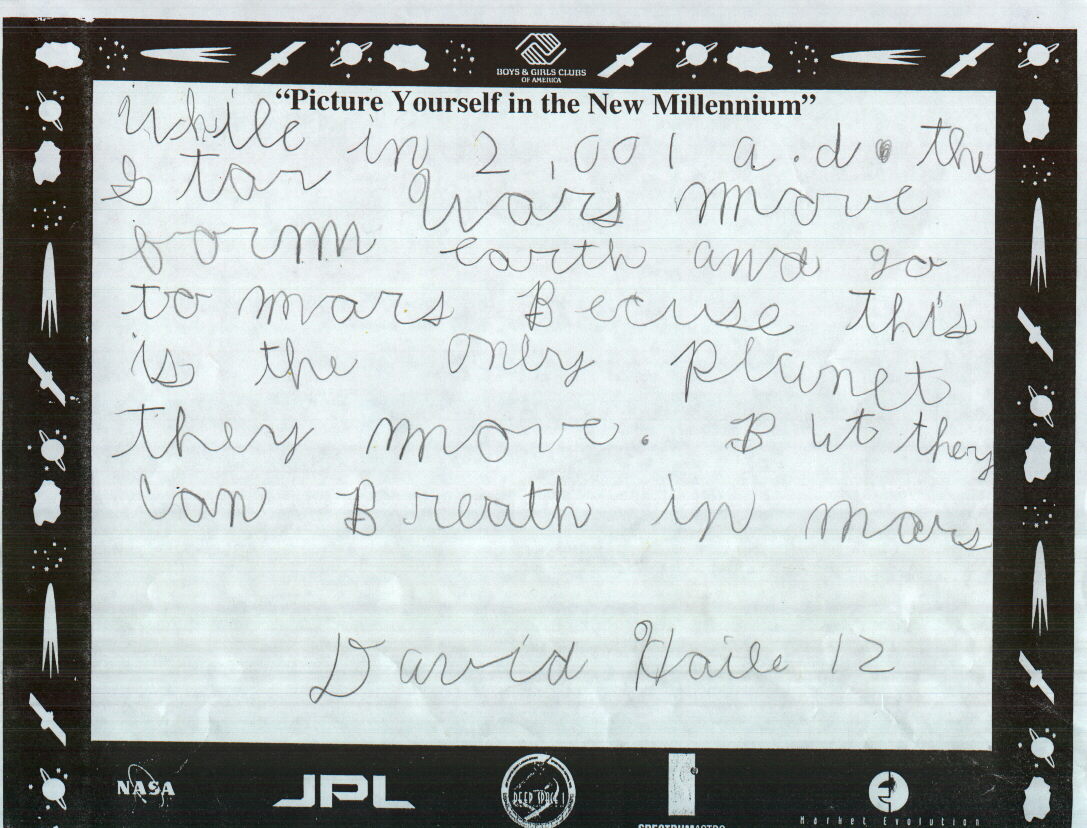 BOYS & GIRLS CLUBS
OF AMERICA
"Picture Yourself in the New Millennium"
While in 2,001 a.d. the
Star Wars move
form earth and go
to mars Becuse this
is the only planet
they move. But they
can Breath in mars
David Haile 12
NASA
JPL
DEEP SPACE 1
SPECTRUMASTRO
Market Evolution